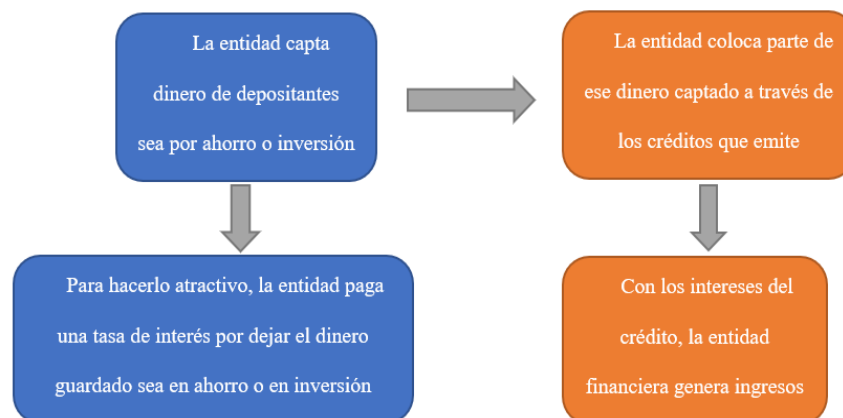 La entidad capta
dinero de depositantes
sea por ahorro o inversión
La entidad coloca parte de
ese dinero captado a través de
los créditos que emite
Para hacerlo atractivo, la entidad paga
una tasa de interés por dejar el dinero
guardado sea en ahorro o en inversión
Con los intereses del
crédito, la entidad
financiera genera ingresos